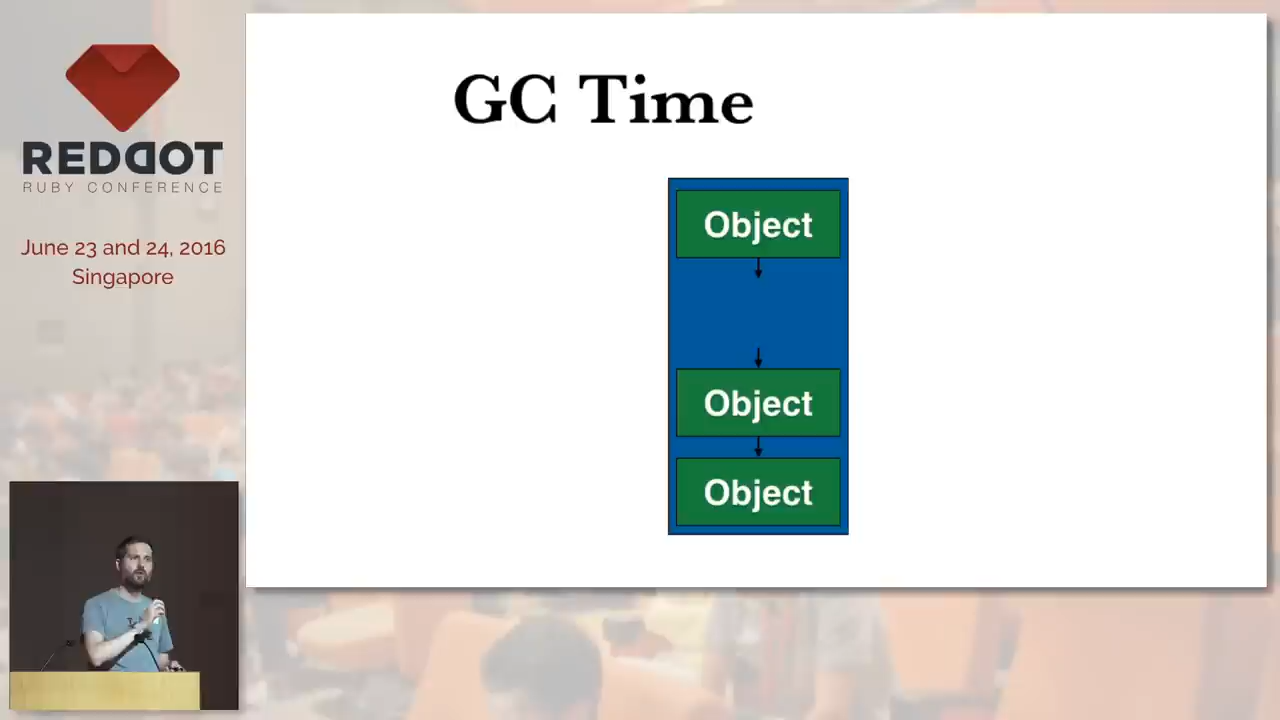 REDDOT
RUBY CONFERENCE
June 23 and 24, 2016
Singapore
GC Time
Object
Object
Object